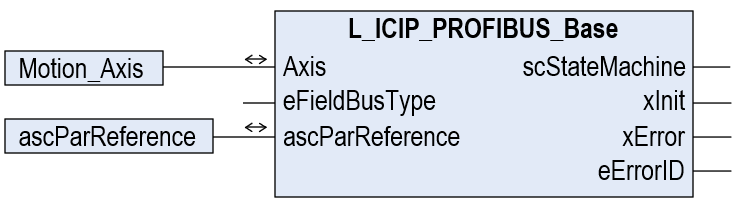 L_ICIP_PROFIBUS_Base
Motion_Axis Axis scStateMachine
eFieldBusType xInit
ascParReference ascParReference xError
eErrorID